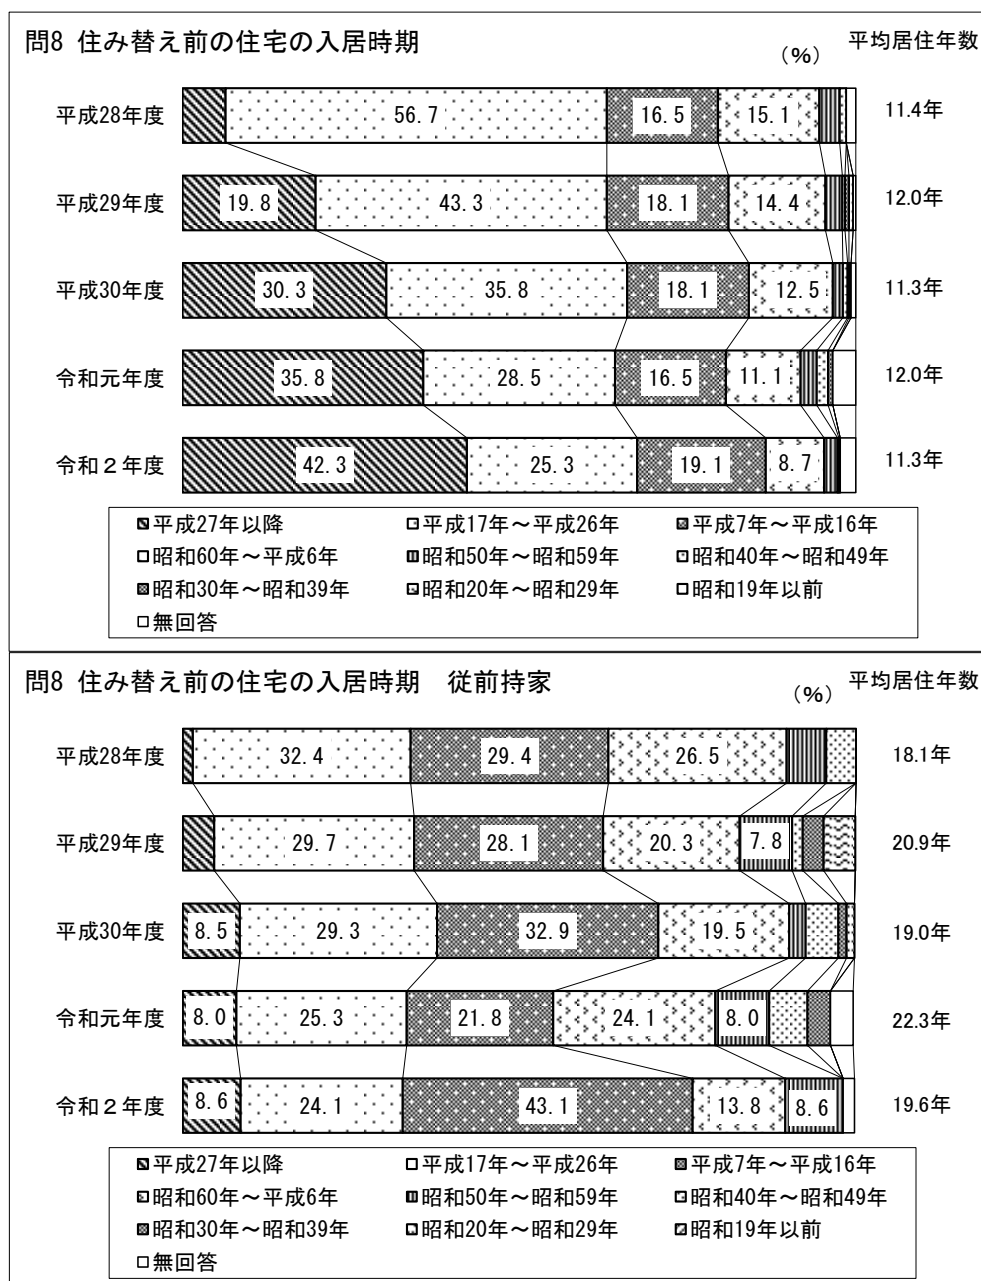 問8 住み替え前の住宅の入居時期
(%)
平均居住年数
平成28年度 56.7 16.5 15.1 11.4年
平成29年度 19.8 43.3 18.1 14.4 12.0年
平成30年度 30.3 35.8 18.1 12.5 11.3年
令和元年度 35.8 28.5 16.5 11.1 12.0年
令和２年度 42.3 25.3 19.1 8.7 11.3年
平成27年以降 平成17年～平成26年 平成7年～平成16年
昭和60年～平成6年 昭和50年～昭和59年 昭和40年～昭和49年
昭和30年～昭和39年 昭和20年～昭和29年 昭和19年以前
無回答
問8 住み替え前の住宅の入居時期　従前持家
(%)
平均居住年数
平成28年度 32.4 29.4 26.5 18.1年
平成29年度 29.7 28.1 20.3 7.8 20.9年
平成30年度 8.5 29.3 32.9 19.5 19.0年
令和元年度 8.0 25.3 21.8 24.1 8.0 22.3年
令和２年度 8.6 24.1 43.1 13.8 8.6 19.6年
平成27年以降 平成17年～平成26年 平成7年～平成16年
昭和60年～平成6年 昭和50年～昭和59年 昭和40年～昭和49年
昭和30年～昭和39年 昭和20年～昭和29年 昭和19年以前
無回答